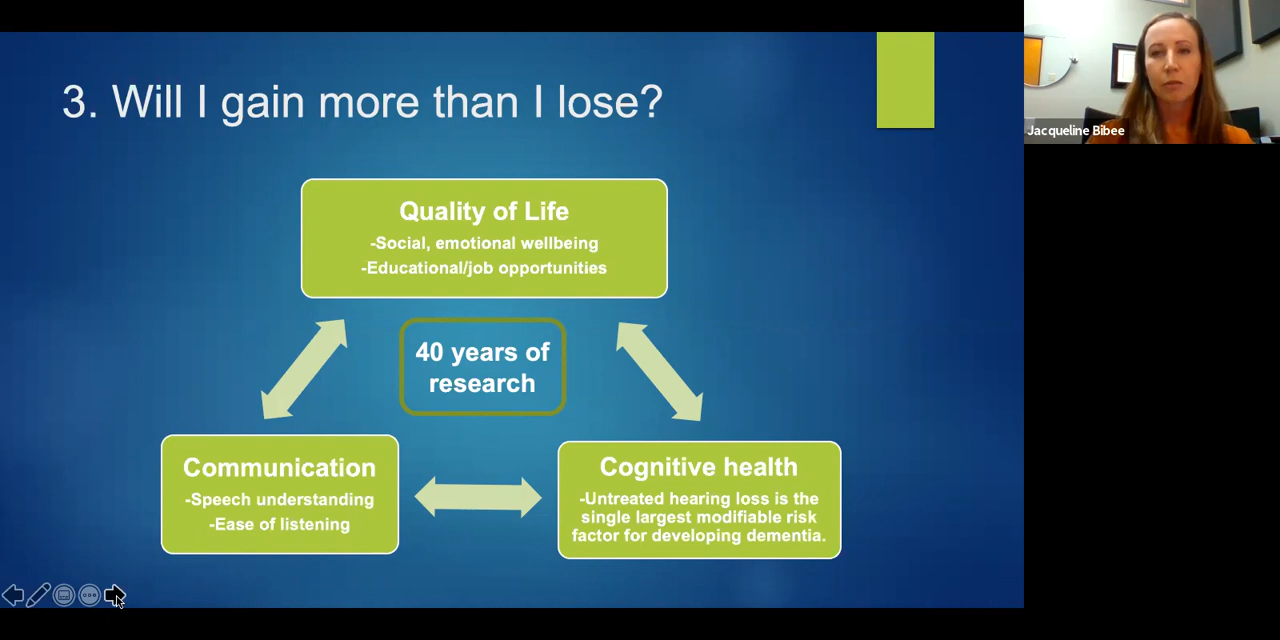 3. Will I gain more than I lose?
Jacqueline Bibee
Quality of Life
-Social, emotional wellbeing
-Educational/job opportunities
40 years of
research
Communication
-Speech understanding
-Ease of listening
Cognitive health
-Untreated hearing loss is the
single largest modifiable risk
factor for developing dementia.